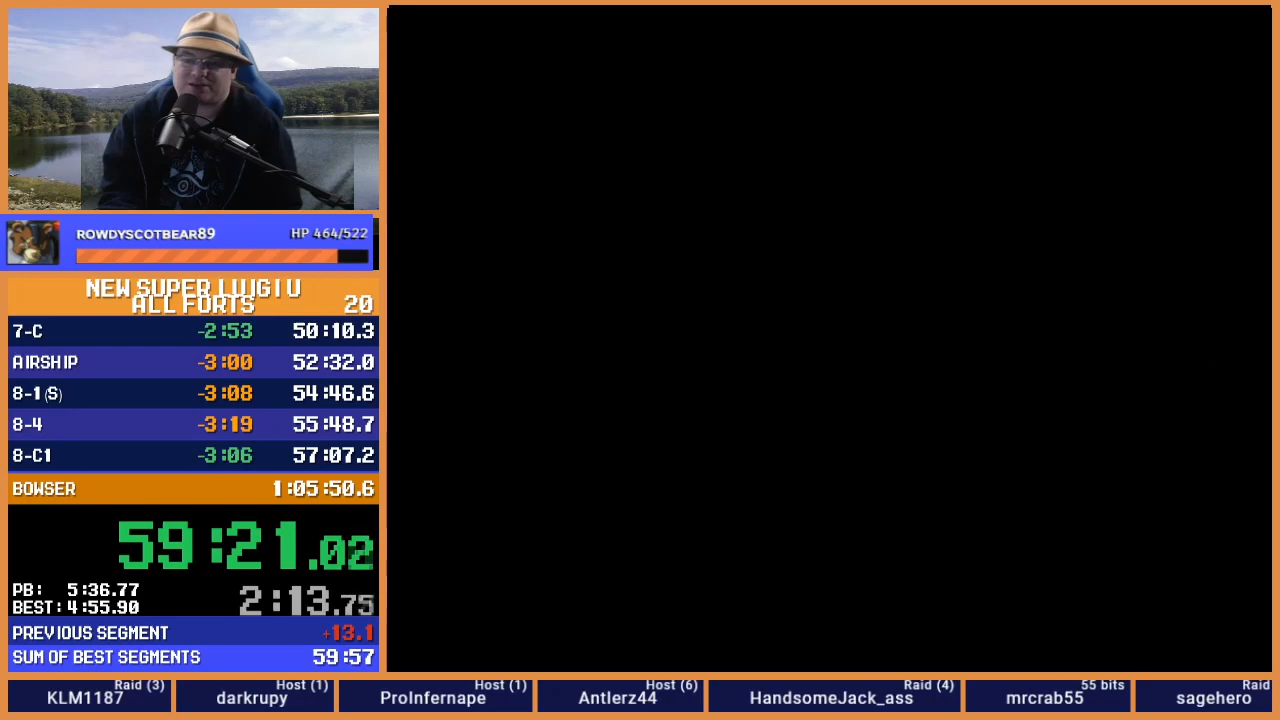 ROWDYSCOTBEAR89 HP 464/522
NEW SUPER LUIGI U
ALL FORTS 20
7-C -2:53 50:10.3
AIRSHIP -3:00 52:32.0
8-1 (S) -3:08 54:46.6
8-4 -3:19 55:48.7
8-C1 -3:06 57:07.2
BOWSER 1:05:50.6
59:21.02
PB: 5:36.77
BEST: 4:55.90
2:13.75
PREVIOUS SEGMENT +13.1
SUM OF BEST SEGMENTS 59:57
Raid (3) Host (1) Host (1) Host (6) Raid (4) 55 bits Raid
KLM1187 darkrupy ProInfernape Antlerz44 HandsomeJack_ass mrcrab55 sagehero